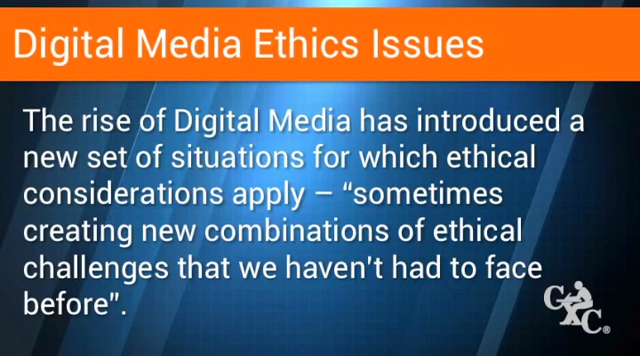 Digital Media Ethics Issues
The rise of Digital Media has introduced a
new set of situations for which ethical
considerations apply – “sometimes
creating new combinations of ethical
challenges that we haven't had to face
before”.
CXC®